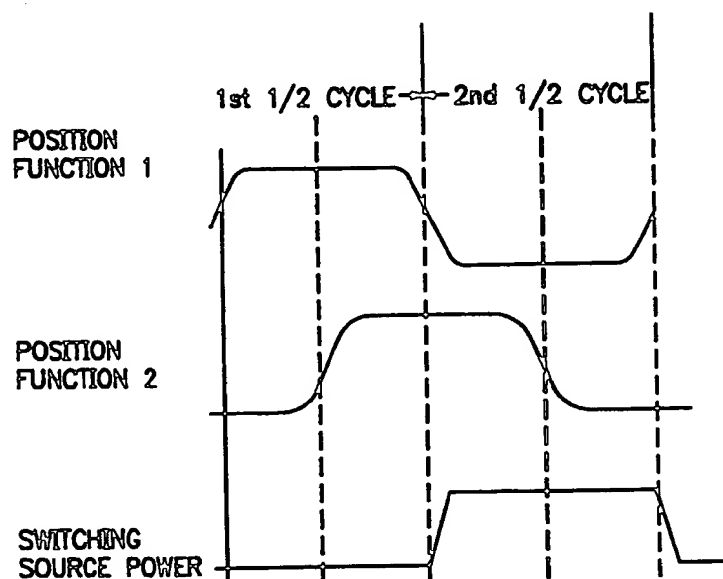 1st 1/2 CYCLE
2nd 1/2 CYCLE
POSITION
FUNCTION 1
POSITION
FUNCTION 2
SWITCHING
SOURCE POWER